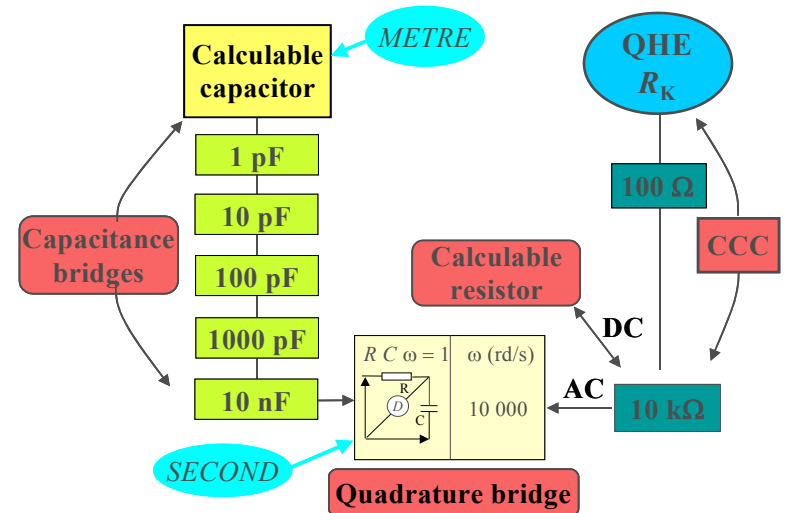 Calculable
capacitor
METRE
QHE
R_K
1 pF
10 pF
100 pF
1000 pF
10 nF
Capacitance
bridges
100 Ω
CCC
Calculable
resistor
DC
AC
10 kΩ
R C ω = 1
ω (rd/s)
R
D
C
10 000
SECOND
Quadrature bridge